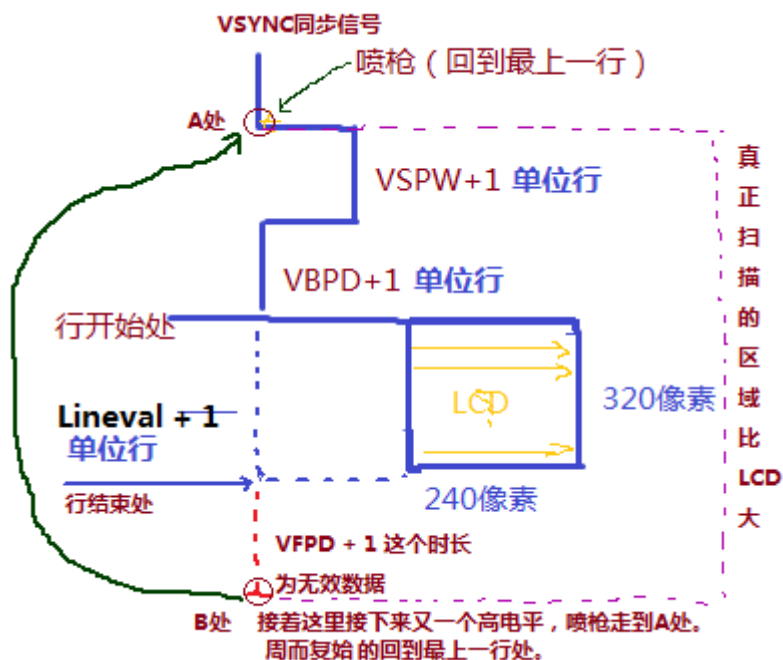 VSYNC同步信号
喷枪（回到最上一行）
A处
VSPW+1 单位行
VBPD+1 单位行
行开始处
真正扫描的区域比LCD大
LCD
320像素
Lineval + 1
单位行
240像素
行结束处
VFPD + 1 这个时长
为无效数据
B处 接着这里接下来又一个高电平，喷枪走到A处。
周而复始的回到最上一行处。